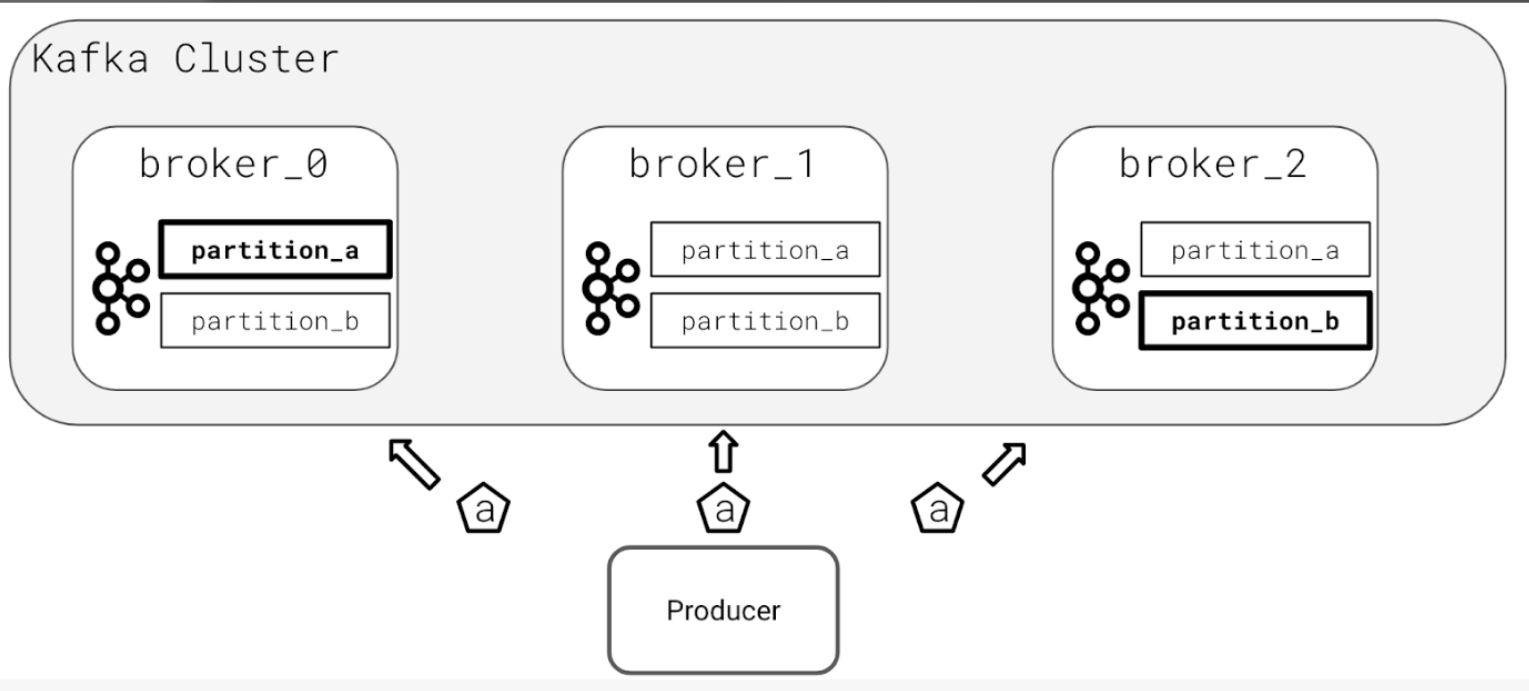 Kafka Cluster
broker_0
partition_a
partition_b
broker_1
partition_a
partition_b
broker_2
partition_a
partition_b
a
a
a
Producer